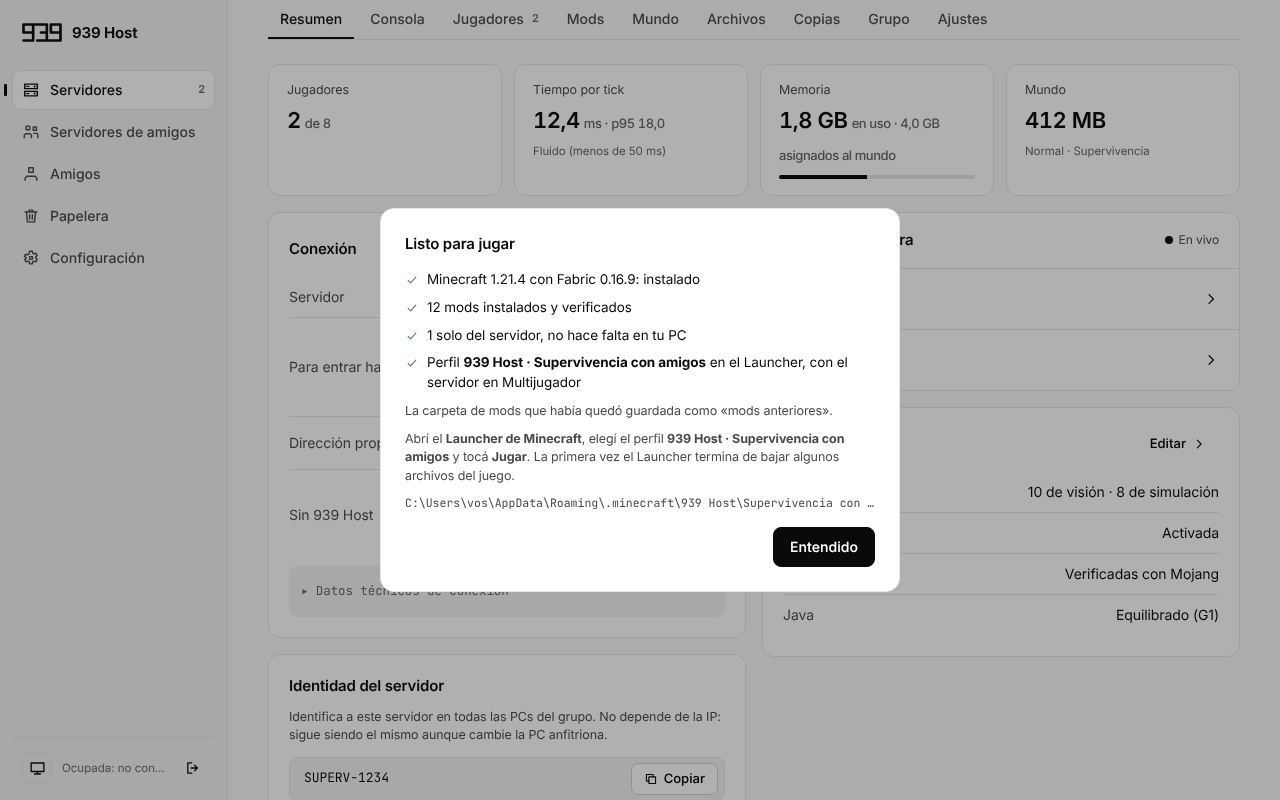 939 Host
Servidores 2
Servidores de amigos
Amigos
Papelera
Configuración
Ocupada: no con...
Resumen Consola Jugadores 2 Mods Mundo Archivos Copias Grupo Ajustes
Jugadores
2 de 8
Tiempo por tick
12,4 ms · p95 18,0
Fluido (menos de 50 ms)
Memoria
1,8 GB en uso · 4,0 GB
asignados al mundo
Mundo
412 MB
Normal · Supervivencia
Conexión
Servidor
Para entrar ha
Dirección prop
Sin 939 Host
▸ Datos técnicos de conexión
ra
En vivo
Editar
10 de visión · 8 de simulación
Activada
Verificadas con Mojang
Java Equilibrado (G1)
Listo para jugar
Minecraft 1.21.4 con Fabric 0.16.9: instalado
12 mods instalados y verificados
1 solo del servidor, no hace falta en tu PC
Perfil 939 Host · Supervivencia con amigos en el Launcher, con el
servidor en Multijugador
La carpeta de mods que había quedó guardada como «mods anteriores».
Abrí el Launcher de Minecraft, elegí el perfil 939 Host · Supervivencia con
amigos y tocá Jugar. La primera vez el Launcher termina de bajar algunos
archivos del juego.
C:\Users\vos\AppData\Roaming\.minecraft\939 Host\Supervivencia con …
Entendido
Identidad del servidor
Identifica a este servidor en todas las PCs del grupo. No depende de la IP:
sigue siendo el mismo aunque cambie la PC anfitriona.
SUPERV-1234
Copiar